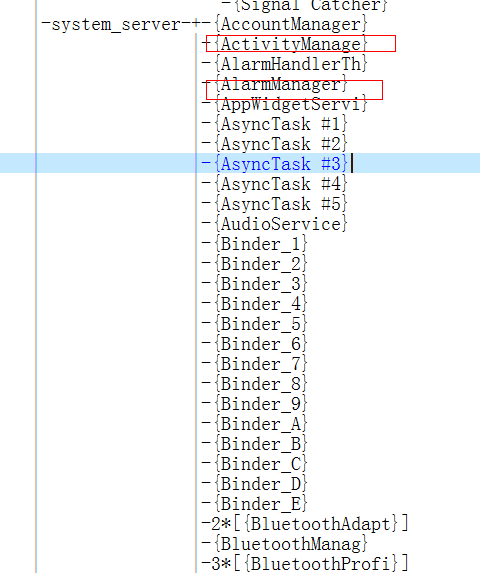 -{Signal Catcher}
-system_server-+-{AccountManager}
-{ActivityManage}
-{AlarmHandlerTh}
-{AlarmManager}
-{AppWidgetServi}
-{AsyncTask #1}
-{AsyncTask #2}
-{AsyncTask #3}
-{AsyncTask #4}
-{AsyncTask #5}
-{AudioService}
-{Binder_1}
-{Binder_2}
-{Binder_3}
-{Binder_4}
-{Binder_5}
-{Binder_6}
-{Binder_7}
-{Binder_8}
-{Binder_9}
-{Binder_A}
-{Binder_B}
-{Binder_C}
-{Binder_D}
-{Binder_E}
-2*[{BluetoothAdapt}]
-{BluetoothManag}
-3*[{BluetoothProfi}]